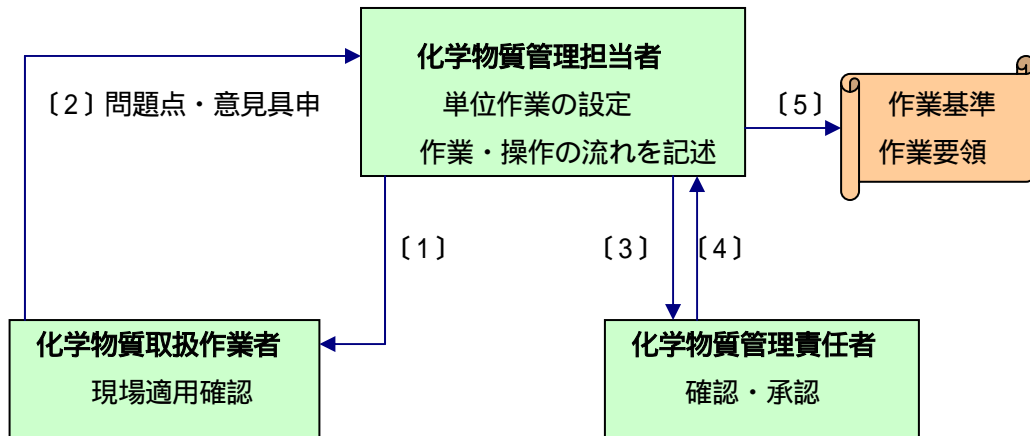 化学物質管理担当者
単位作業の設定
作業・操作の流れを記述
〔2〕問題点・意見具申
〔5〕
作業基準
作業要領
〔1〕
〔3〕
〔4〕
化学物質取扱作業者
現場適用確認
化学物質管理責任者
確認・承認